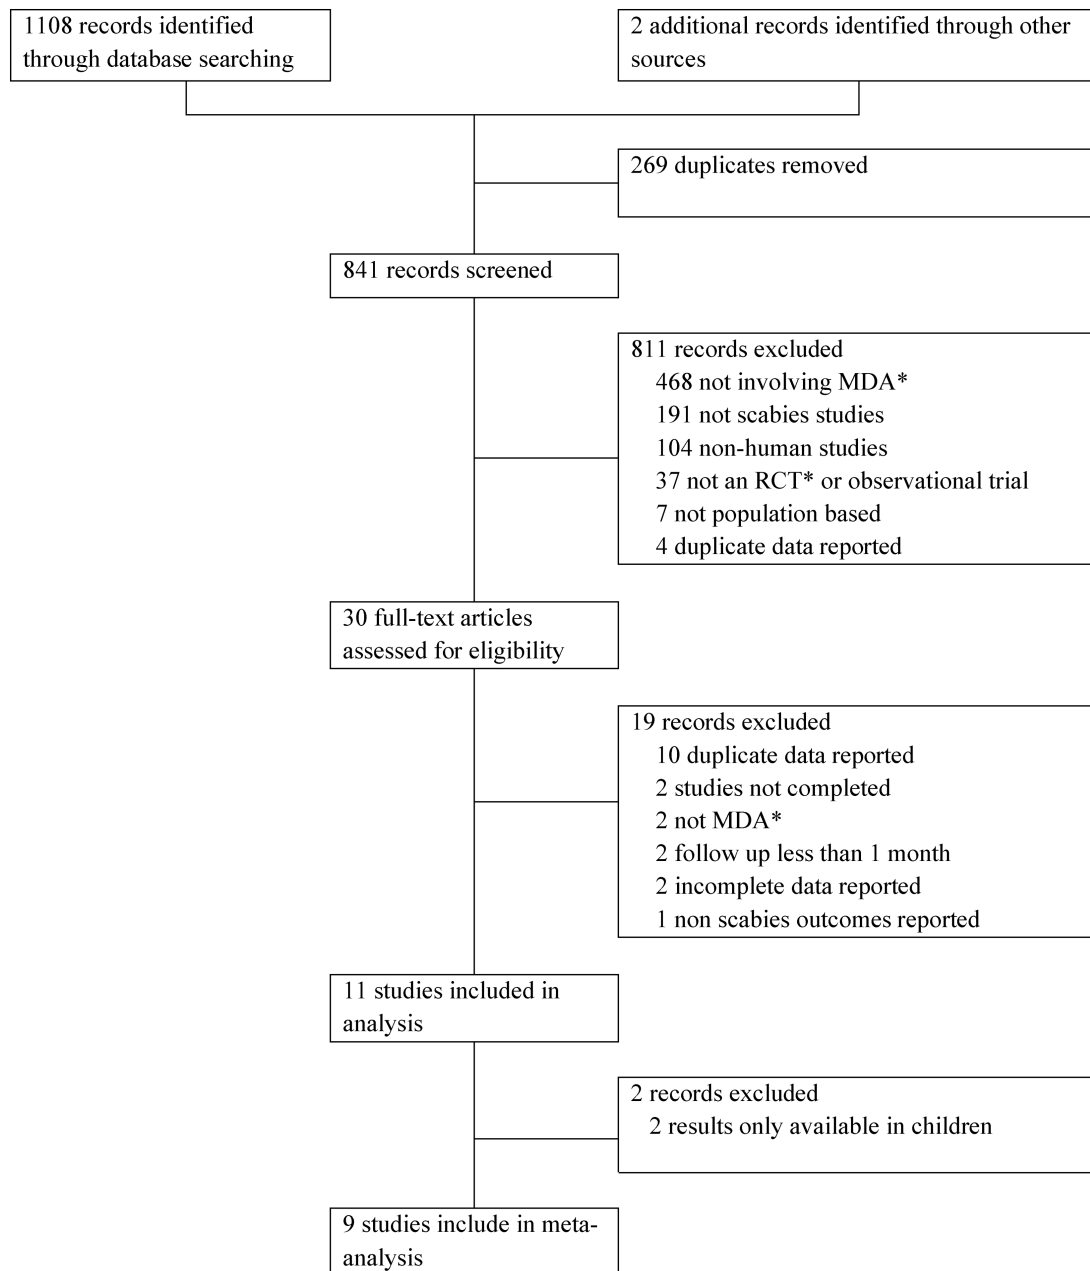 1108 records identified
through database searching
2 additional records identified through other
sources
269 duplicates removed
841 records screened
811 records excluded
468 not involving MDA*
191 not scabies studies
104 non-human studies
37 not an RCT* or observational trial
7 not population based
4 duplicate data reported
30 full-text articles
assessed for eligibility
19 records excluded
10 duplicate data reported
2 studies not completed
2 not MDA*
2 follow up less than 1 month
2 incomplete data reported
1 non scabies outcomes reported
11 studies included in
analysis
2 records excluded
2 results only available in children
9 studies include in meta-
analysis